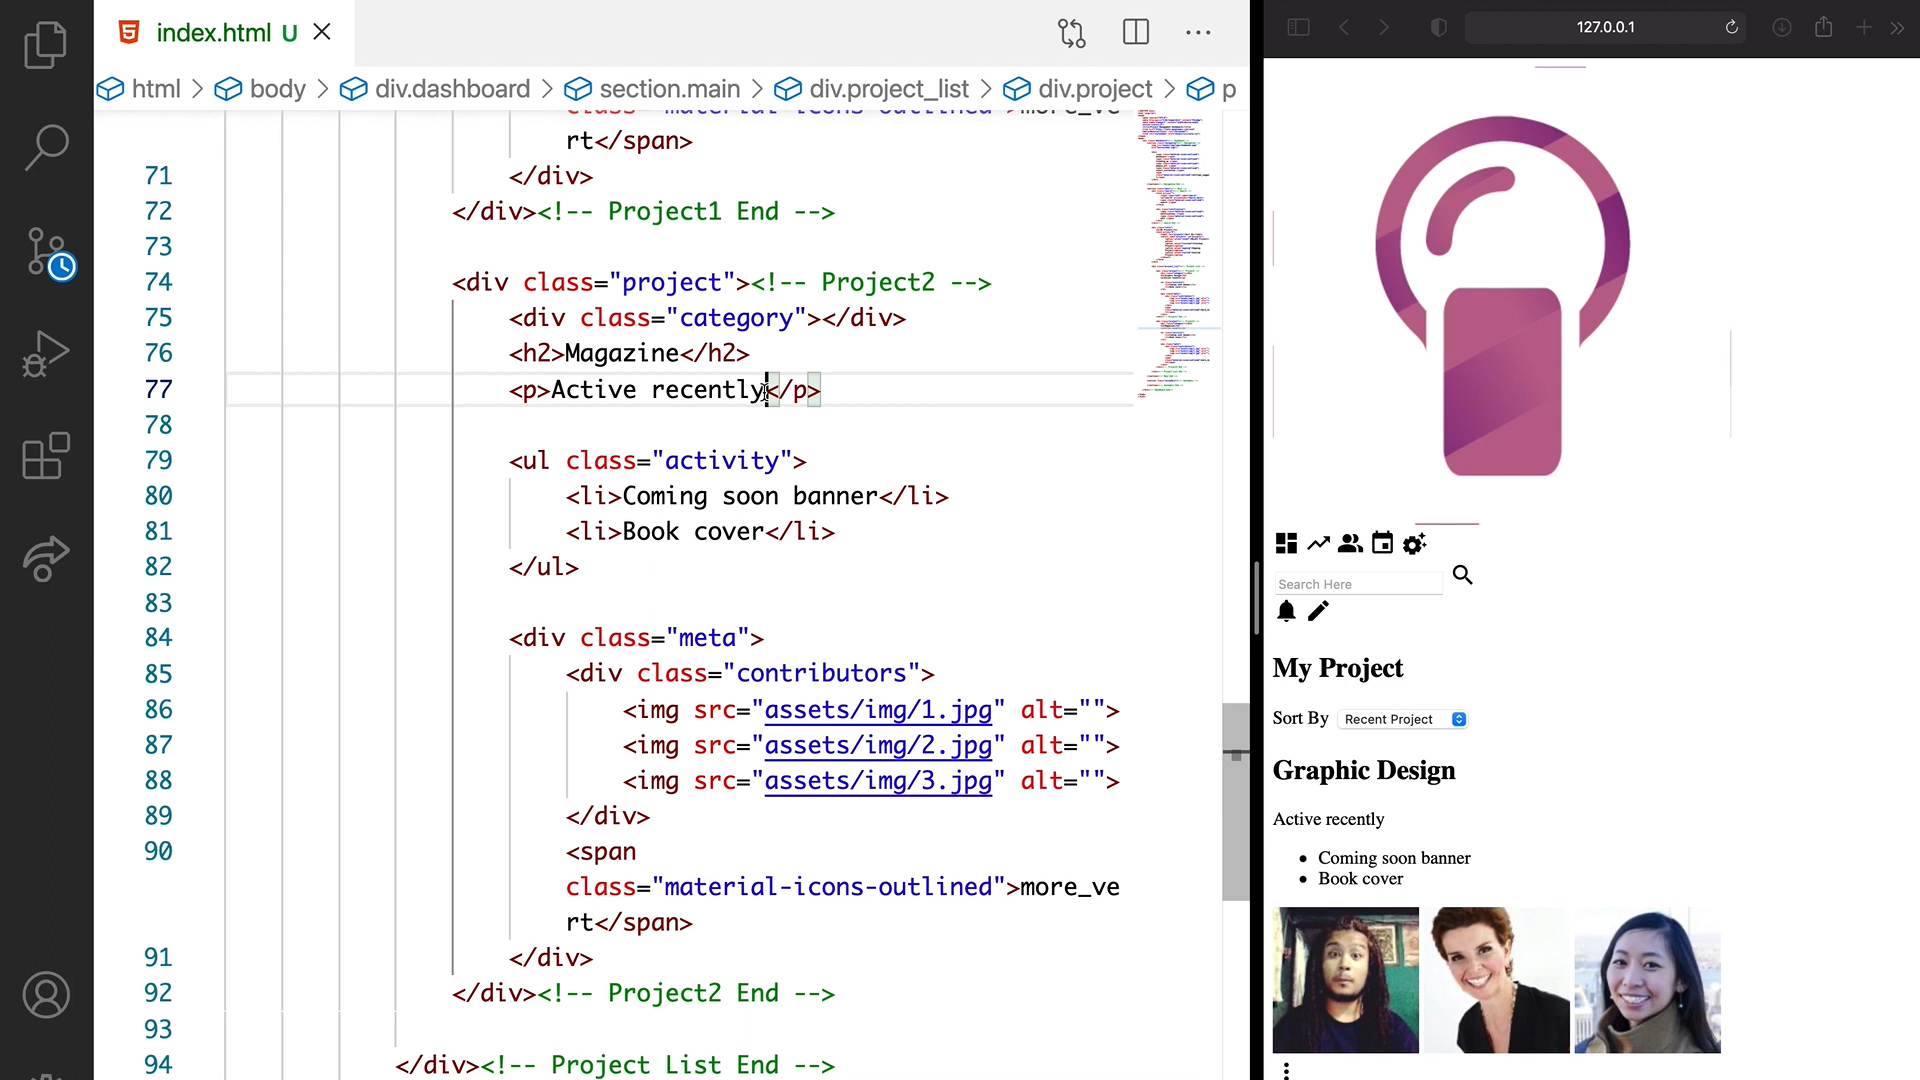 index.html U
html > body > div.dashboard > section.main > div.project_list > div.project > p
class="material-icons-outlined">more_ve
rt</span>
71 </div>
72 </div><!-- Project1 End -->
73
74 <div class="project"><!-- Project2 -->
75 <div class="category"></div>
76 <h2>Magazine</h2>
77 <p>Active recently</p>
78
79 <ul class="activity">
80 <li>Coming soon banner</li>
81 <li>Book cover</li>
82 </ul>
83
84 <div class="meta">
85 <div class="contributors">
86 <img src="assets/img/1.jpg" alt="">
87 <img src="assets/img/2.jpg" alt="">
88 <img src="assets/img/3.jpg" alt="">
89 </div>
90 <span
class="material-icons-outlined">more_ve
rt</span>
91 </div>
92 </div><!-- Project2 End -->
93
94 </div><!-- Project List End -->
127.0.0.1
Search Here
My Project
Sort By Recent Project
Graphic Design
Active recently
• Coming soon banner
• Book cover